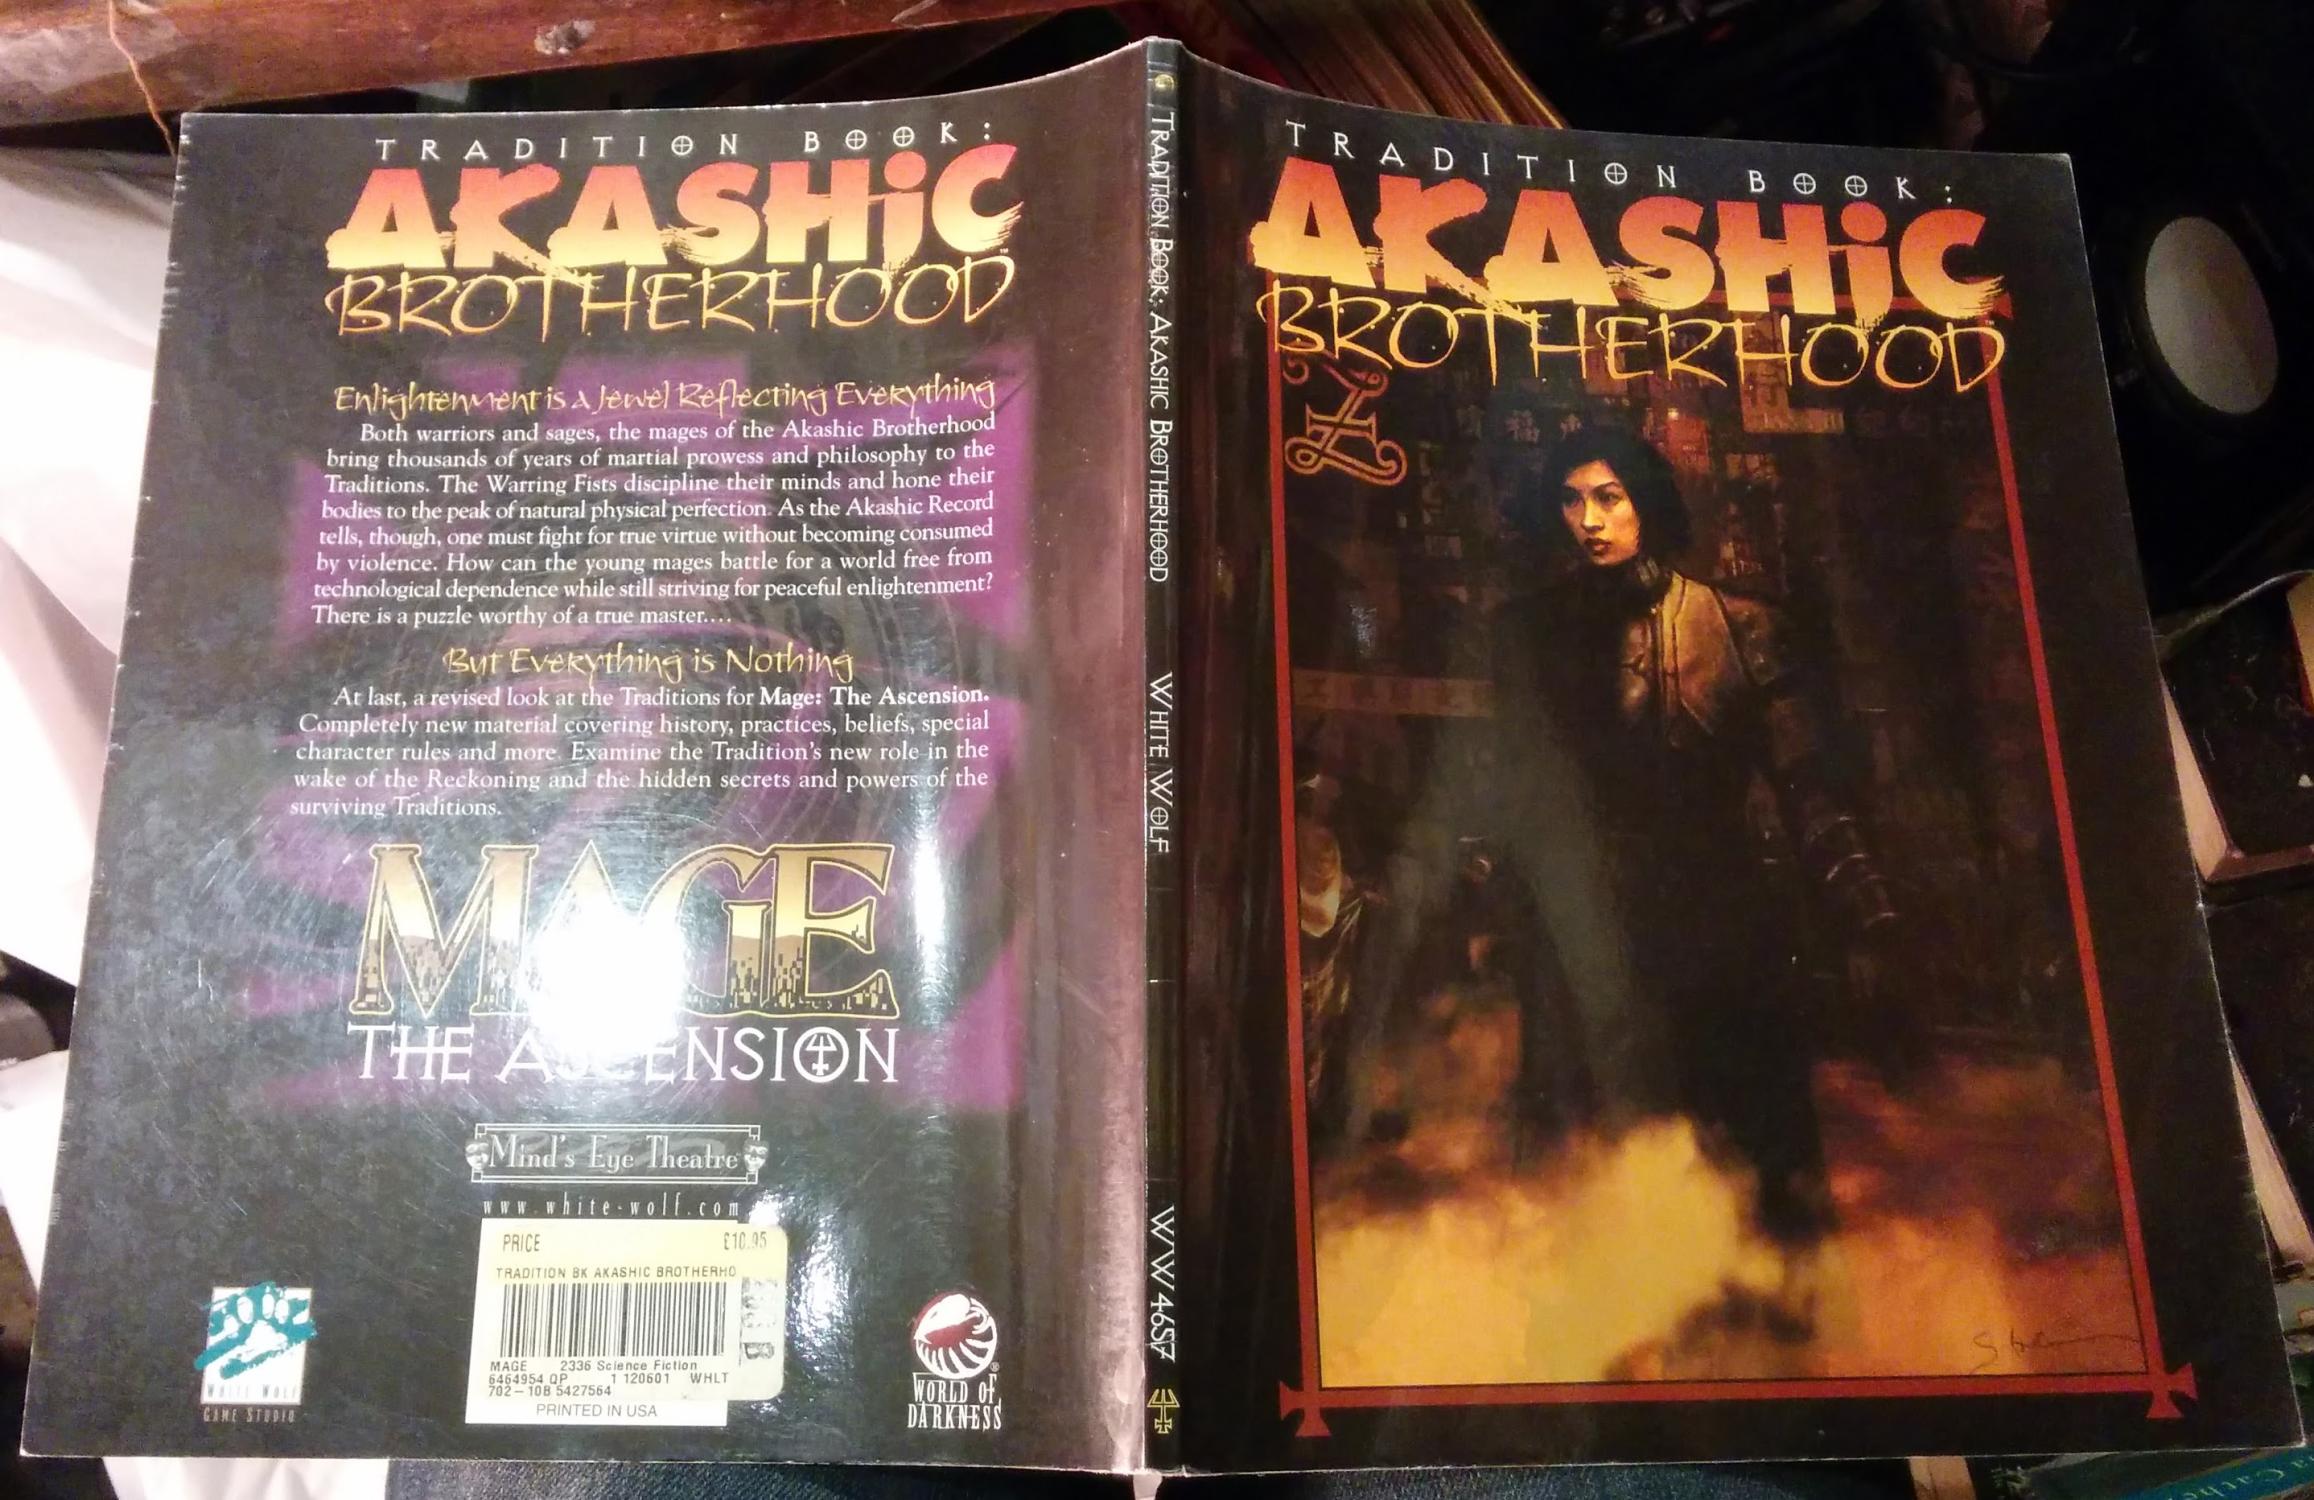 TRADITION BOOK:
AKASHiC
BROTHERHOOD
Enlightenment is a Jewel Reflecting Everything
Both warriors and sages, the mages of the Akashic Brotherhood
bring thousands of years of martial prowess and philosophy to the
Traditions. The Warring Fists discipline their minds and hone their
bodies to the peak of natural physical perfection. As the Akashic Record
tells, though, one must fight for true virtue without becoming consumed
by violence. How can the young mages battle for a world free from
technological dependence while still striving for peaceful enlightenment?
There is a puzzle worthy of a true master....
But Everything is Nothing
At last, a revised look at the Traditions for Mage: The Ascension.
Completely new material covering history, practices, beliefs, special
character rules and more. Examine the Tradition's new role in the
wake of the Reckoning and the hidden secrets and powers of the
surviving Traditions.
MAGE
THE ASCENSION
Mind's Eye Theatre
www.white-wolf.com
PRICE £10.95
TRADITION BK AKASHIC BROTHERHO
MAGE 2336 Science Fiction
6464954 QP 1 120601 WHLT
702-10B 5427564
PRINTED IN USA
WHITE WOLF
GAME STUDIO
WORLD OF
DARKNESS
TRADITION BOOK: AKASHIC BROTHERHOOD WHITE WOLF WW4657
TRADITION BOOK:
AKASHiC
BROTHERHOOD